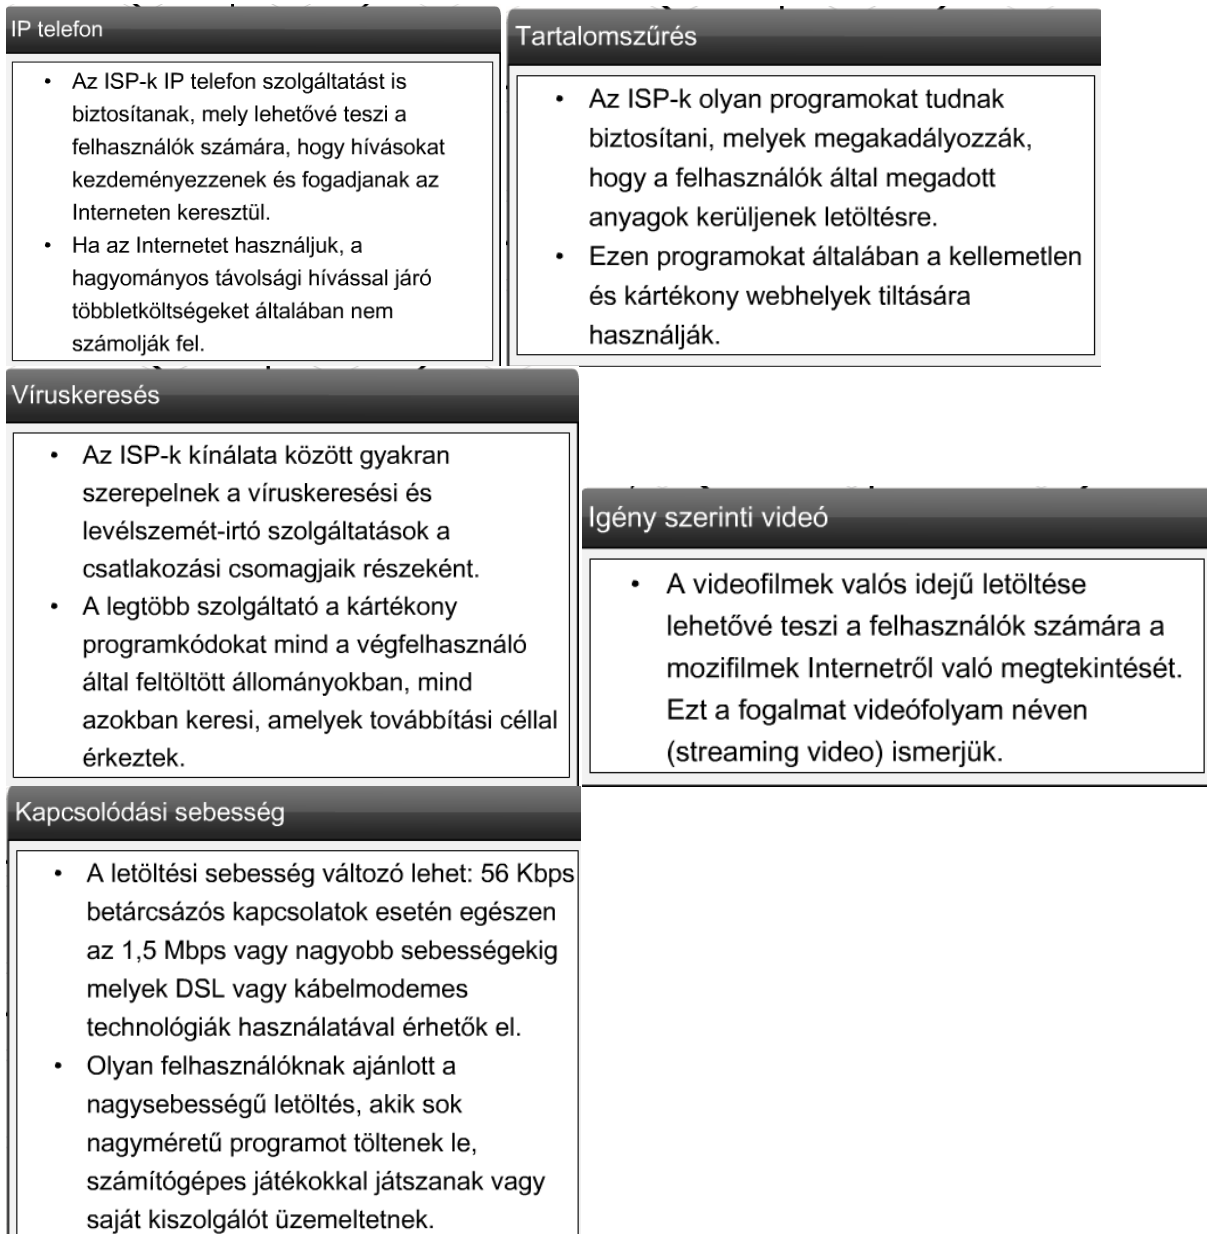 IP telefon
• Az ISP-k IP telefon szolgáltatást is
biztosítanak, mely lehetővé teszi a
felhasználók számára, hogy hívásokat
kezdeményezzenek és fogadjanak az
Interneten keresztül.
• Ha az Internetet használjuk, a
hagyományos távolsági hívással járó
többletköltségeket általában nem
számolják fel.
Tartalomszűrés
• Az ISP-k olyan programokat tudnak
biztosítani, melyek megakadályozzák,
hogy a felhasználók által megadott
anyagok kerüljenek letöltésre.
• Ezen programokat általában a kellemetlen
és kártékony webhelyek tiltására
használják.
Víruskeresés
• Az ISP-k kínálata között gyakran
szerepelnek a víruskeresési és
levélszemét-irtó szolgáltatások a
csatlakozási csomagjaik részeként.
• A legtöbb szolgáltató a kártékony
programkódokat mind a végfelhasználó
által feltöltött állományokban, mind
azokban keresi, amelyek továbbítási céllal
érkeztek.
Igény szerinti videó
• A videofilmek valós idejű letöltése
lehetővé teszi a felhasználók számára a
mozifilmek Internetről való megtekintését.
Ezt a fogalmat videófolyam néven
(streaming video) ismerjük.
Kapcsolódási sebesség
• A letöltési sebesség változó lehet: 56 Kbps
betárcsázós kapcsolatok esetén egészen
az 1,5 Mbps vagy nagyobb sebességekig
melyek DSL vagy kábelmodemes
technológiák használatával érhetők el.
• Olyan felhasználóknak ajánlott a
nagysebességű letöltés, akik sok
nagyméretű programot töltenek le,
számítógépes játékokkal játszanak vagy
saját kiszolgálót üzemeltetnek.